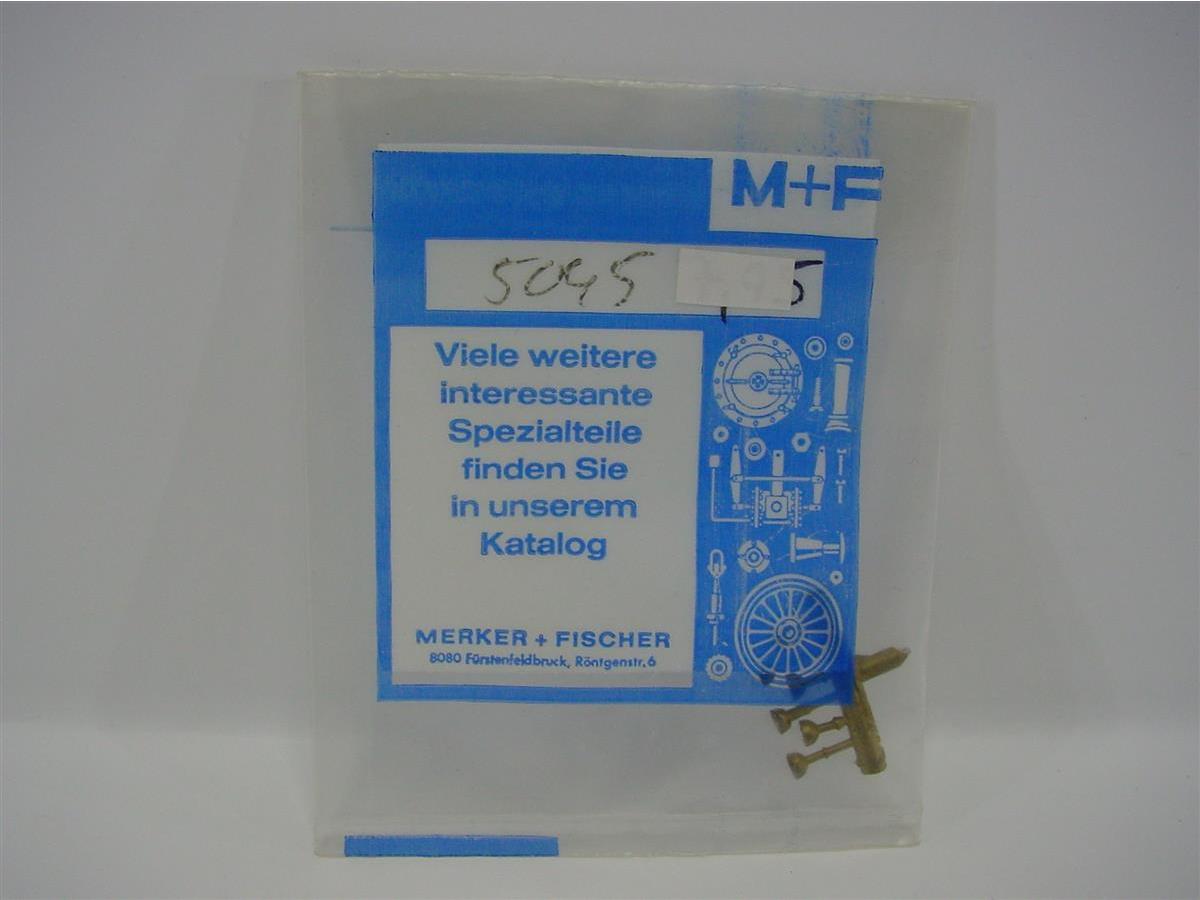 M+F
5045
Viele weitere
interessante
Spezialteile
finden Sie
in unserem
Katalog
MERKER + FISCHER
8080 Fürstenfeldbruck, Röntgenstr. 6